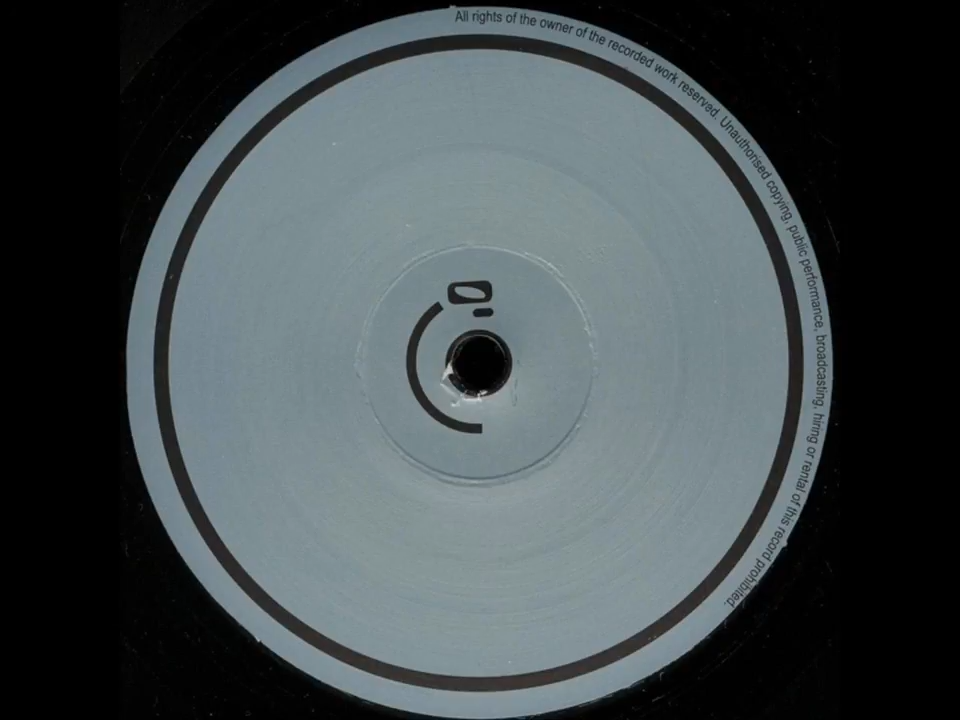 All rights of the owner of the recorded work reserved. Unauthorised copying, public performance, broadcasting, hiring or rental of this record prohibited.